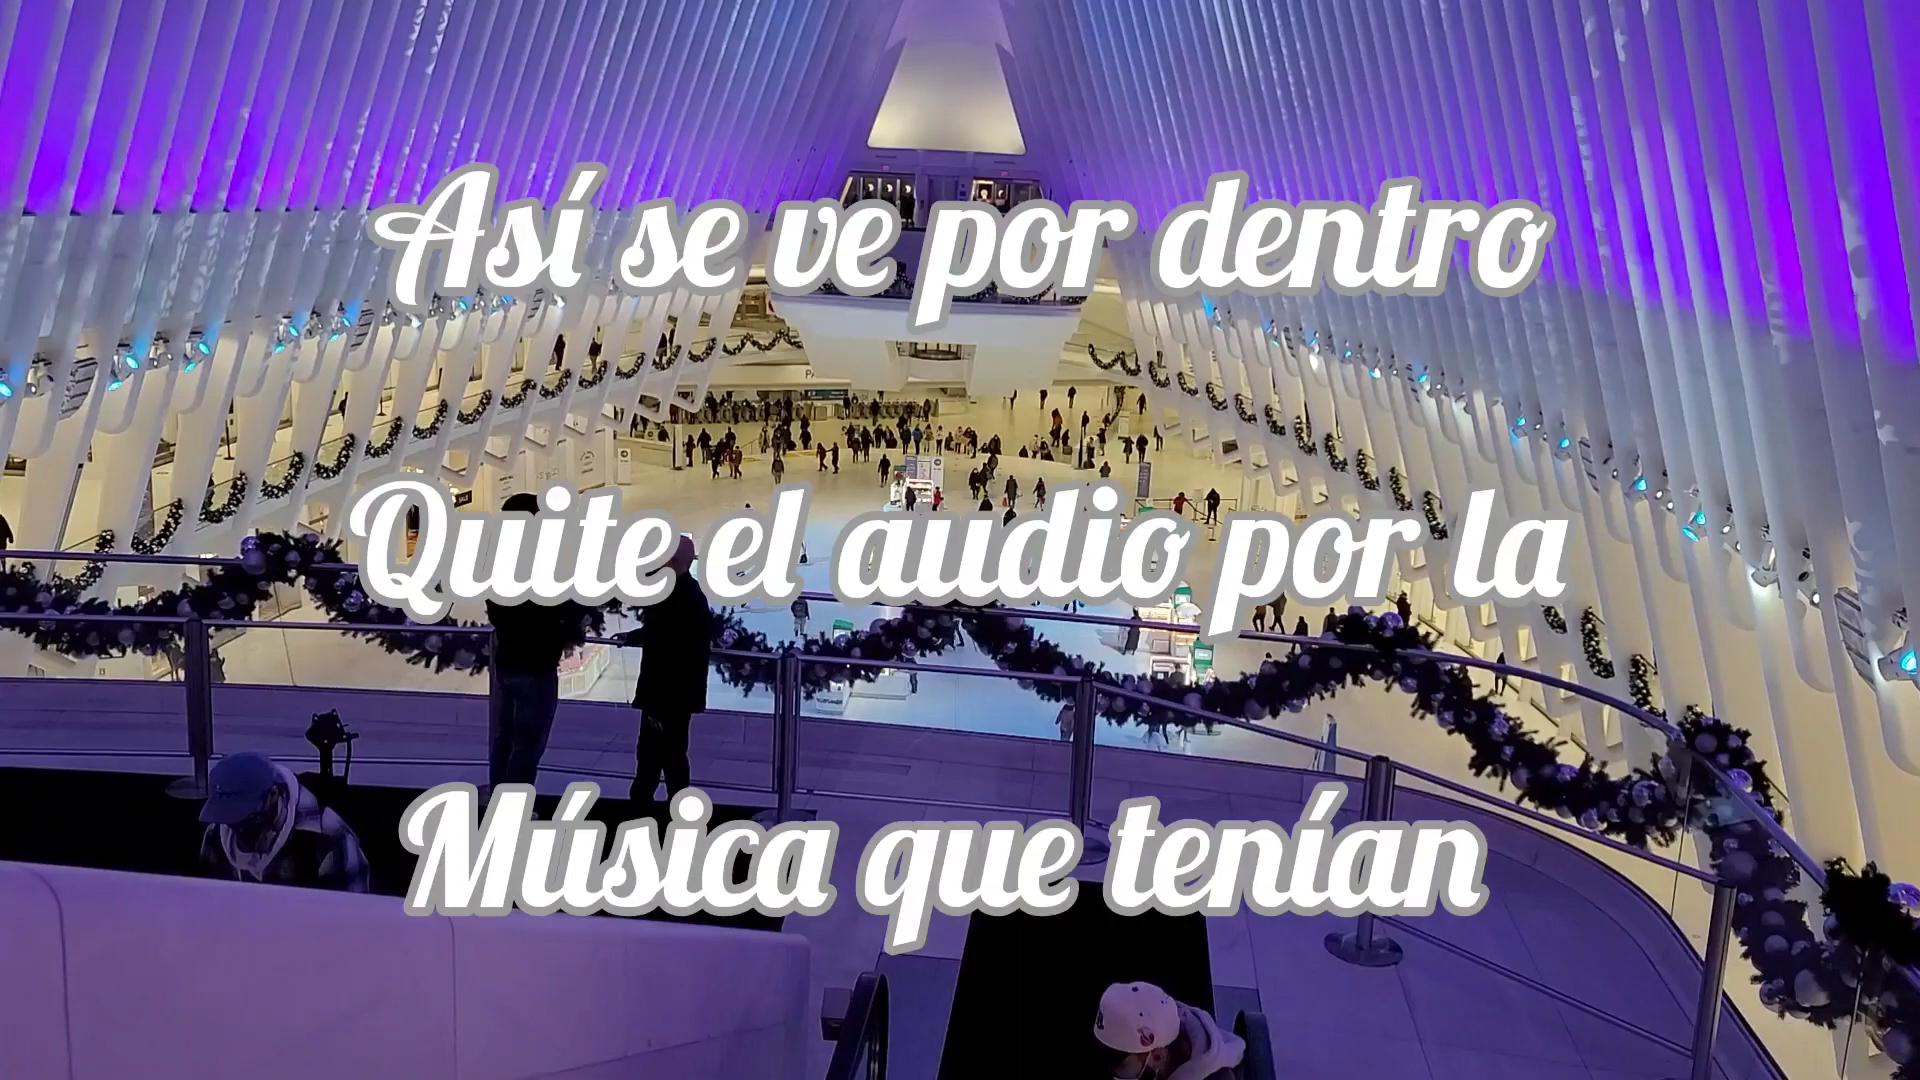 Así se ve por dentro
Quite el audio por la
Música que tenían